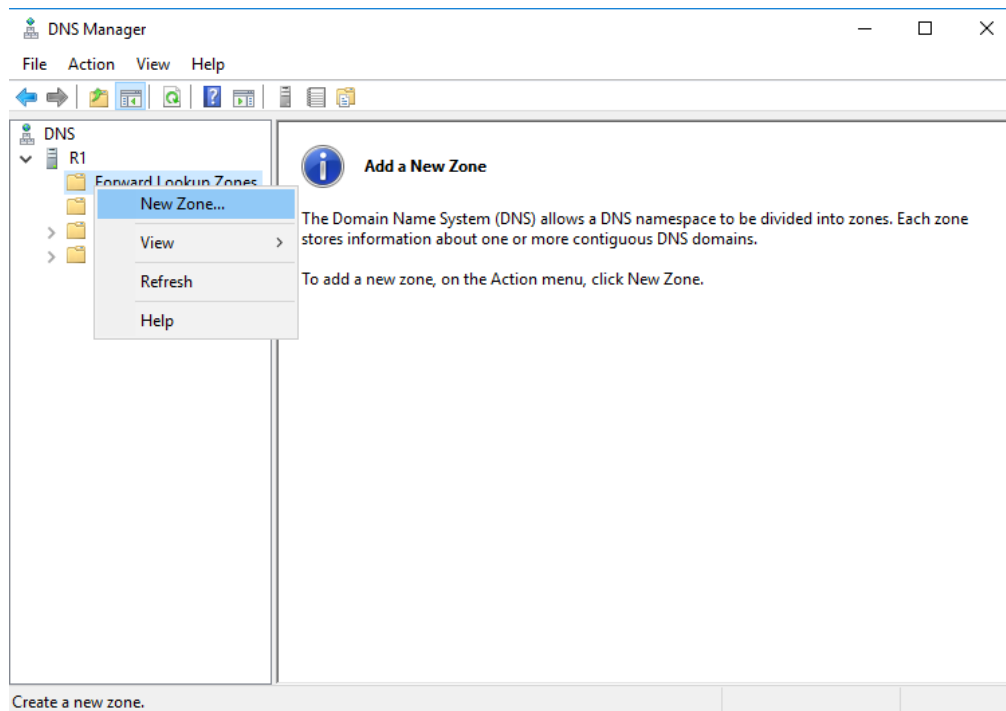 DNS Manager
File Action View Help
DNS
R1
Forward Lookup Zones
New Zone...
View
Refresh
Help
Add a New Zone
The Domain Name System (DNS) allows a DNS namespace to be divided into zones. Each zone
stores information about one or more contiguous DNS domains.
To add a new zone, on the Action menu, click New Zone.
Create a new zone.